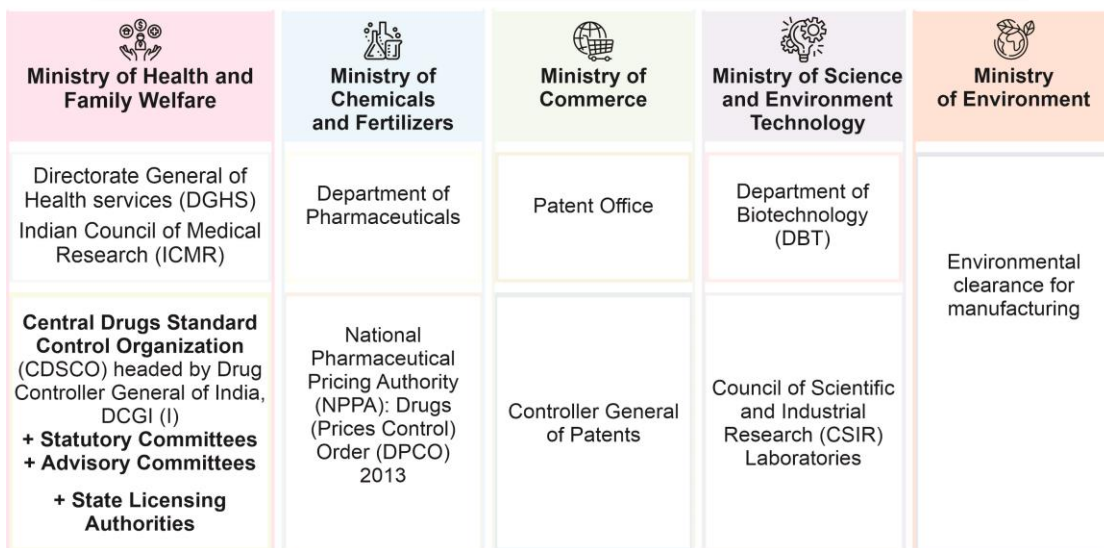 Ministry of Health and
Family Welfare
Directorate General of
Health services (DGHS)
Indian Council of Medical
Research (ICMR)
Central Drugs Standard
Control Organization
(CDSCO) headed by Drug
Controller General of India,
DCGI (I)
+ Statutory Committees
+ Advisory Committees
+ State Licensing
Authorities
Ministry of
Chemicals
and Fertilizers
Department of
Pharmaceuticals
National
Pharmaceutical
Pricing Authority
(NPPA): Drugs
(Prices Control)
Order (DPCO)
2013
Ministry of
Commerce
Patent Office
Controller General
of Patents
Ministry of Science
and Environment
Technology
Department of
Biotechnology
(DBT)
Council of Scientific
and Industrial
Research (CSIR)
Laboratories
Ministry
of Environment
Environmental
clearance for
manufacturing